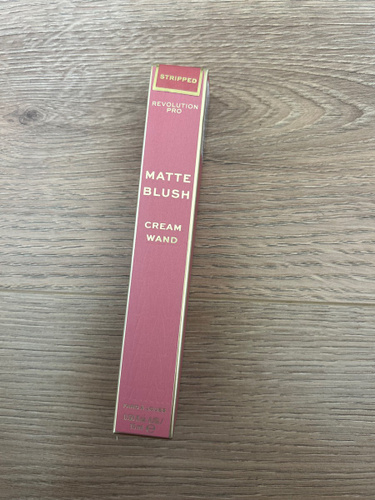 STRIPPED
REVOLUTION
PRO
MATTE
BLUSH
CREAM
WAND